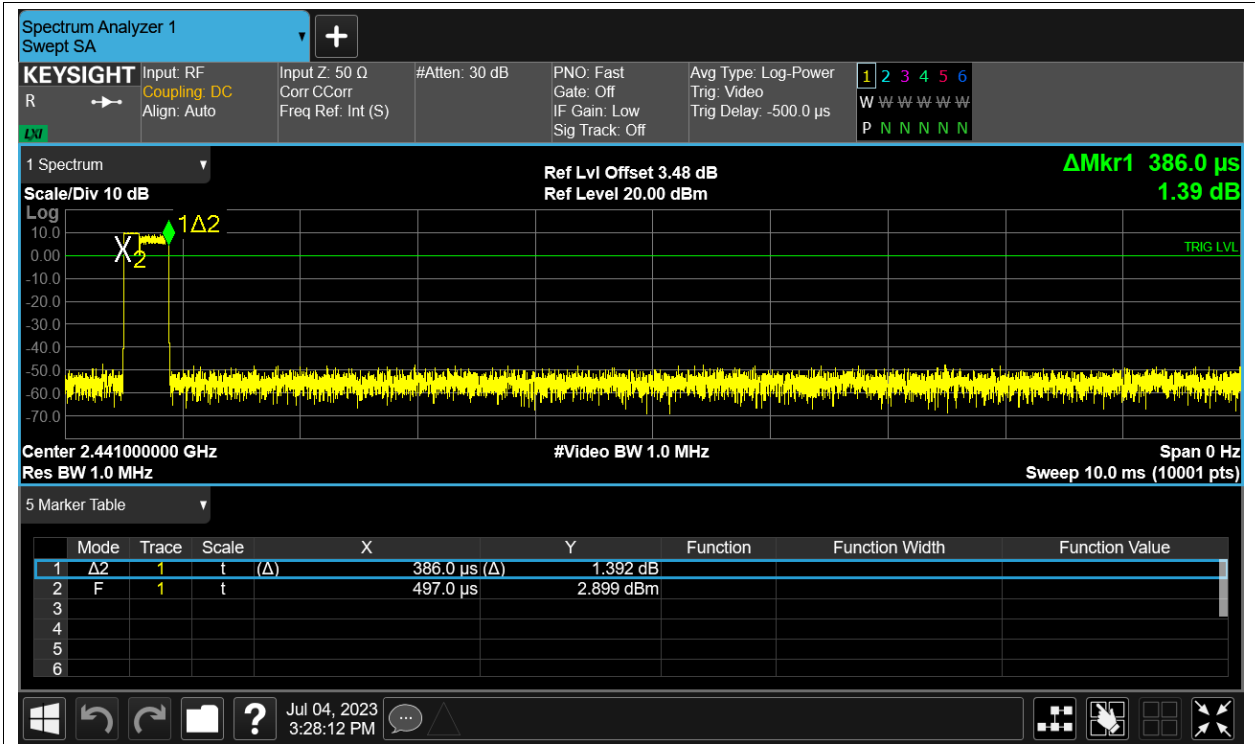 Spectrum Analyzer 1
Swept SA
KEYSIGHT Input: RF Input Z: 50 Ω #Atten: 30 dB PNO: Fast Avg Type: Log-Power 1 2 3 4 5 6
R Coupling: DC Corr CCorr Gate: Off Trig: Video W W W W W W
Align: Auto Freq Ref: Int (S) IF Gain: Low Trig Delay: -500.0 µs
LXI Sig Track: Off P N N N N N
1 Spectrum Ref Lvl Offset 3.48 dB ΔMkr1 386.0 µs
Scale/Div 10 dB Ref Level 20.00 dBm 1.39 dB
Log
1Δ2
10.0
TRIG LVL
0.00
X2
-10.0
-20.0
-30.0
-40.0
-50.0
-60.0
-70.0
Center 2.441000000 GHz #Video BW 1.0 MHz Span 0 Hz
Res BW 1.0 MHz Sweep 10.0 ms (10001 pts)
5 Marker Table
Mode Trace Scale X Y Function Function Width Function Value
1 Δ2 1 t (Δ) 386.0 µs (Δ) 1.392 dB
2 F 1 t 497.0 µs 2.899 dBm
3
4
5
6
? Jul 04, 2023
3:28:12 PM